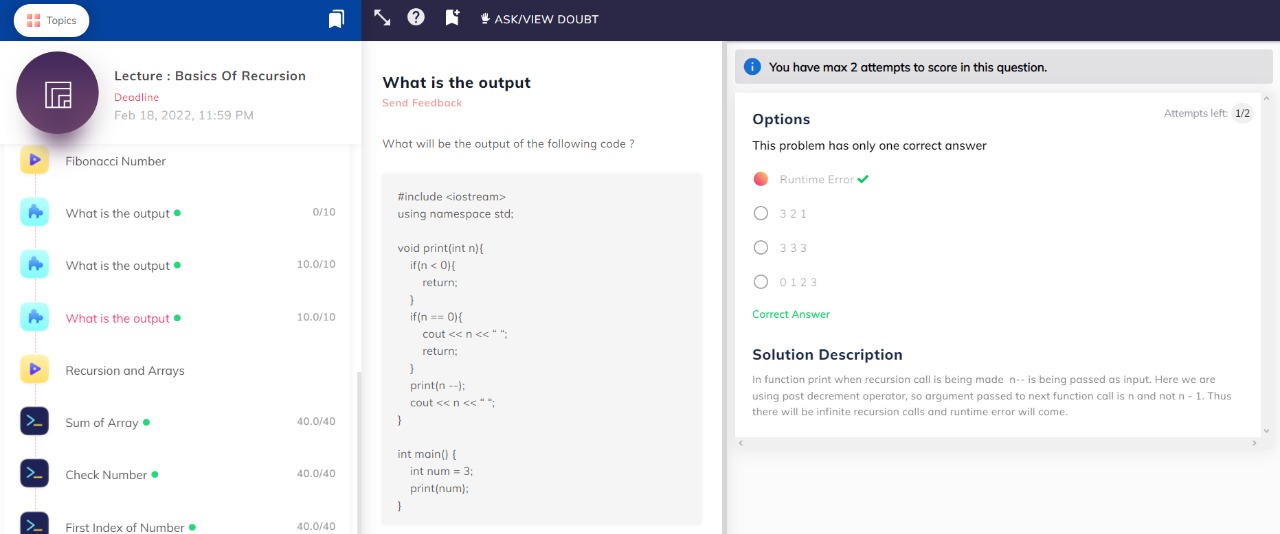 Topics
ASK/VIEW DOUBT
Lecture : Basics Of Recursion
Deadline
Feb 18, 2022, 11:59 PM
Fibonacci Number
What is the output
0/10
What is the output
10.0/10
What is the output
10.0/10
Recursion and Arrays
Sum of Array
40.0/40
Check Number
40.0/40
First Index of Number
40.0/40
What is the output
Send Feedback
What will be the output of the following code ?
#include <iostream>
using namespace std;
void print(int n){
if(n < 0){
return;
}
if(n == 0){
cout << n << “ “;
return;
}
print(n --);
cout << n << “ “;
}
int main() {
int num = 3;
print(num);
}
You have max 2 attempts to score in this question.
Attempts left: 1/2
Options
This problem has only one correct answer
Runtime Error
3 2 1
3 3 3
0 1 2 3
Correct Answer
Solution Description
In function print when recursion call is being made n-- is being passed as input. Here we are
using post decrement operator, so argument passed to next function call is n and not n - 1. Thus
there will be infinite recursion calls and runtime error will come.